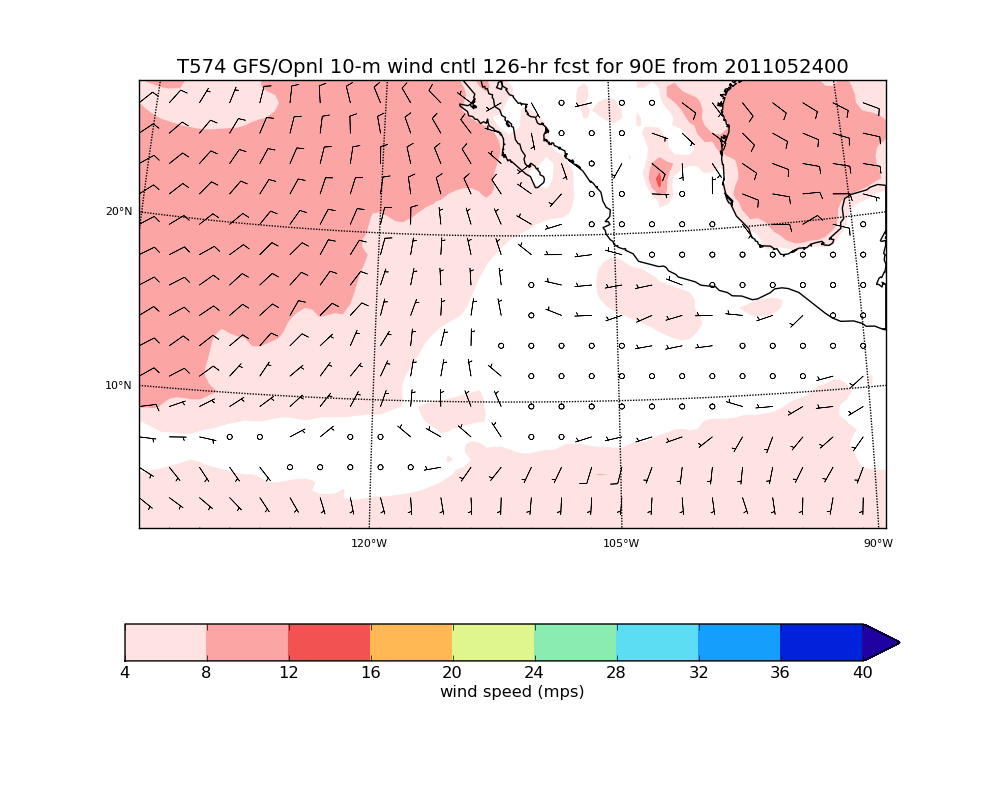 T574 GFS/Opnl 10-m wind cntl 126-hr fcst for 90E from 2011052400
20°N
10°N
120°W 105°W 90°W
4 8 12 16 20 24 28 32 36 40
wind speed (mps)